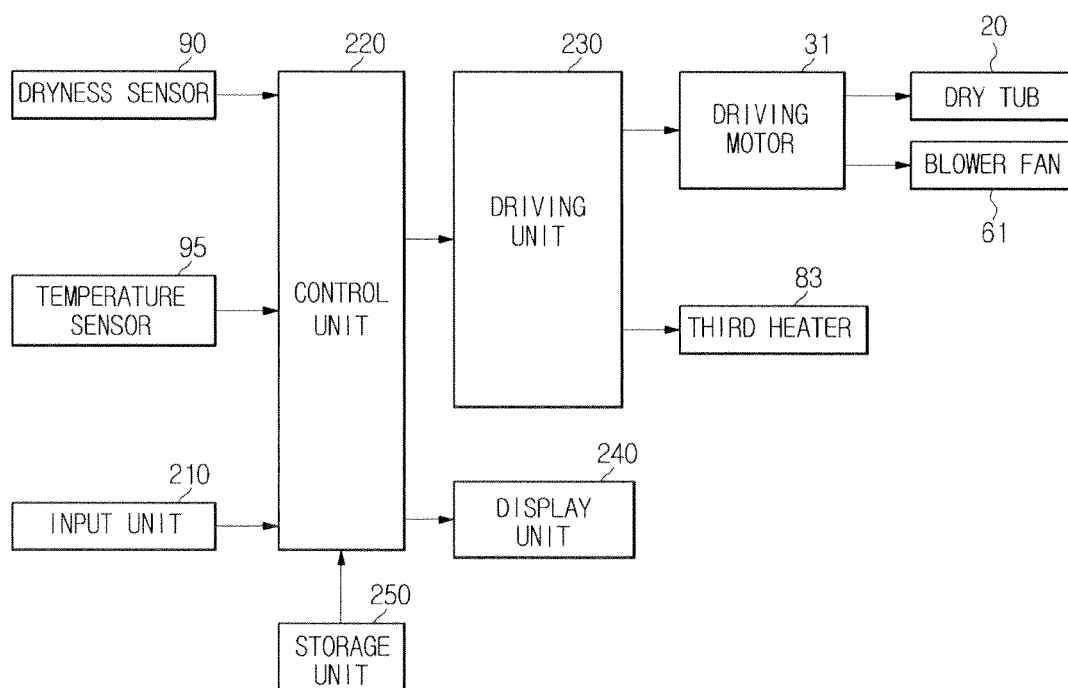 90
DRYNESS SENSOR
95
TEMPERATURE
SENSOR
210
INPUT UNIT
220
CONTROL
UNIT
250
STORAGE
UNIT
230
DRIVING
UNIT
240
DISPLAY
UNIT
31
DRIVING
MOTOR
83
THIRD HEATER
20
DRY TUB
BLOWER FAN
61